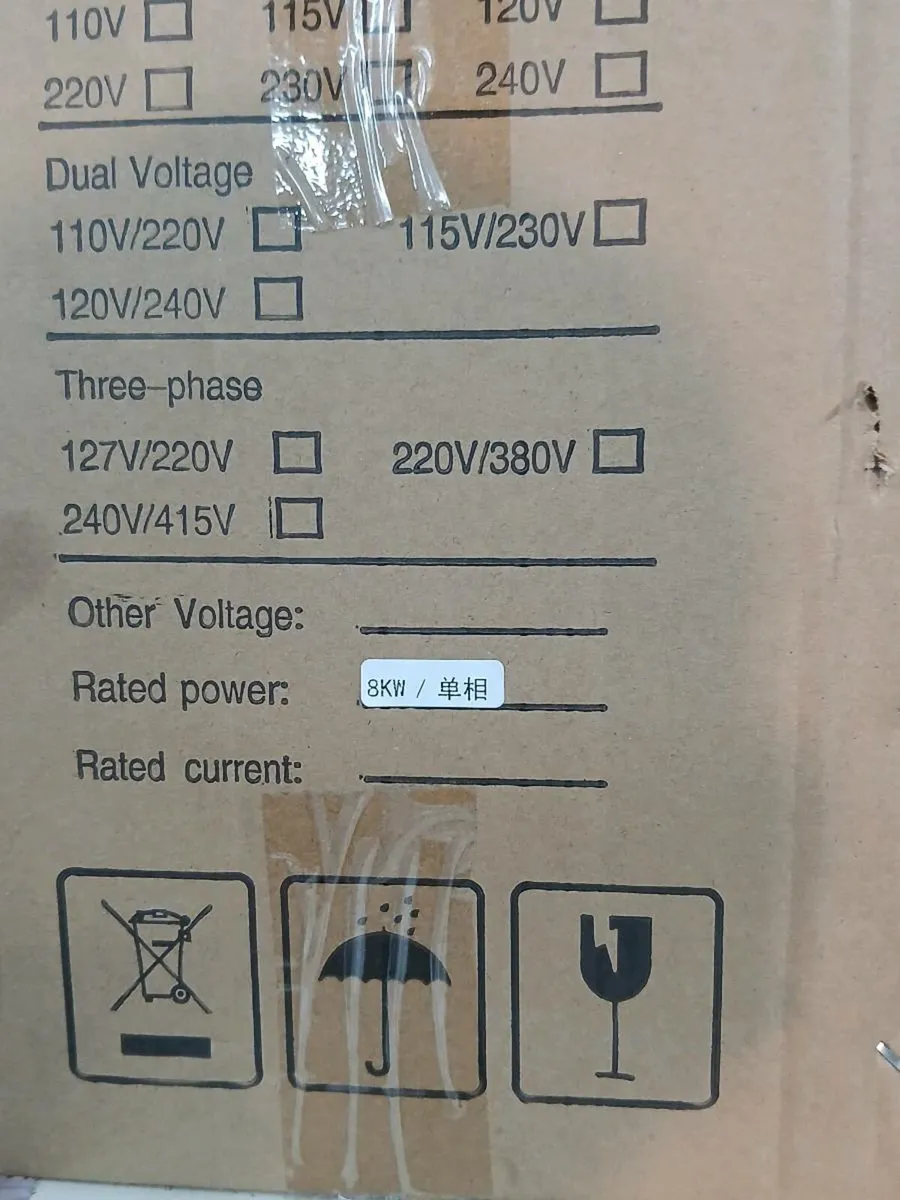 110V 115V 120V
220V 230V 240V
Dual Voltage
110V/220V 115V/230V
120V/240V
Three-phase
127V/220V 220V/380V
240V/415V
Other Voltage:
Rated power: 8KW / 单相
Rated current: